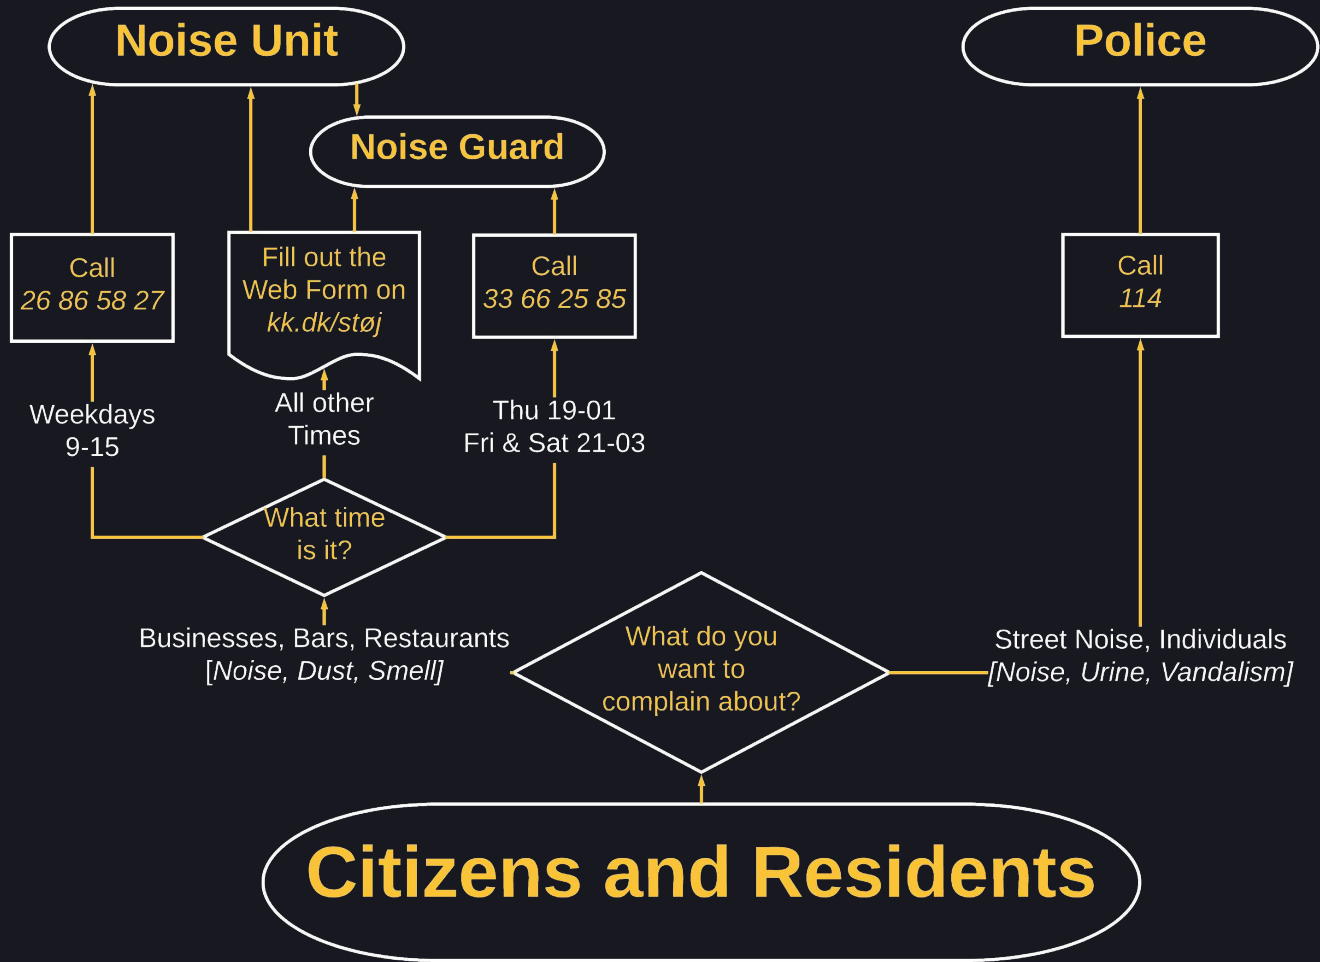 Noise Unit
Police
Noise Guard
Call
26 86 58 27
Fill out the
Web Form on
kk.dk/støj
Call
33 66 25 85
Call
114
Weekdays
9-15
All other
Times
Thu 19-01
Fri & Sat 21-03
What time
is it?
Businesses, Bars, Restaurants
[Noise, Dust, Smell]
What do you
want to
complain about?
Street Noise, Individuals
[Noise, Urine, Vandalism]
Citizens and Residents